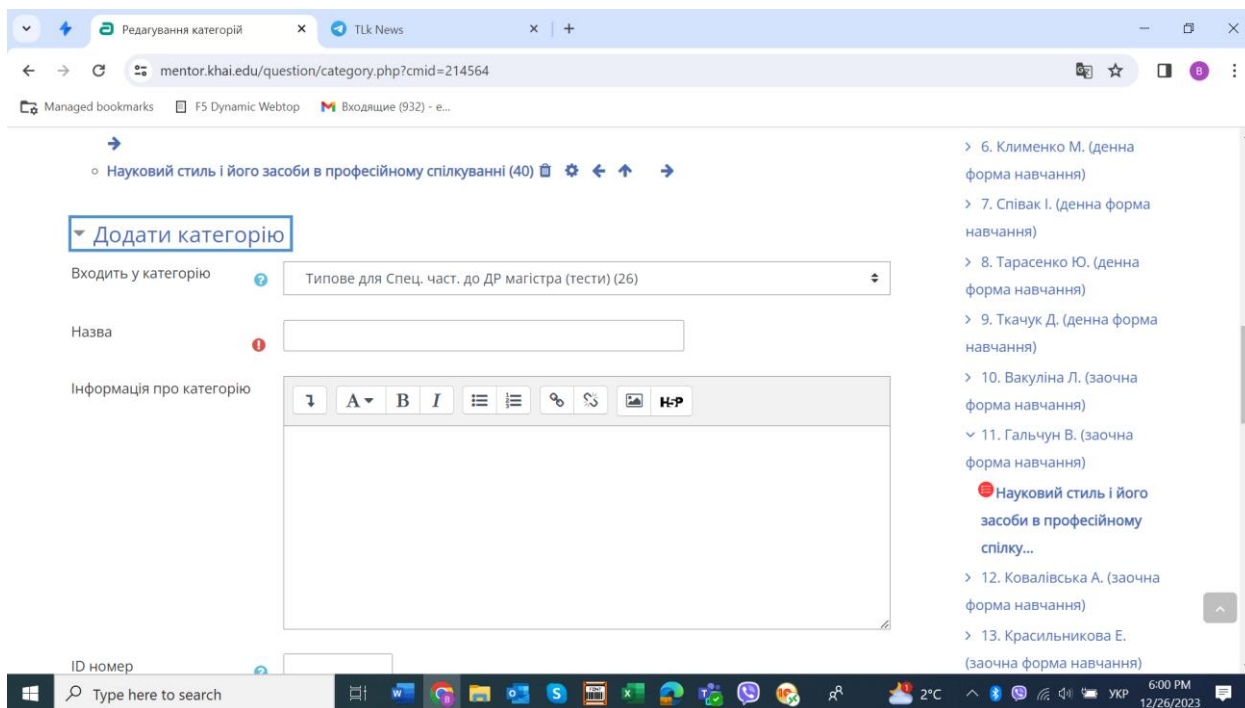 Редагування категорій
TLk News
mentor.khai.edu/question/category.php?cmid=214564
B
Managed bookmarks F5 Dynamic Webtop Входящие (932) - e...
Науковий стиль і його засоби в професійному спілкуванні (40)
Додати категорію
Входить у категорію
Типове для Спец. част. до ДР магістра (тести) (26)
Назва
Інформація про категорію
A B I H-P
ID номер
6. Клименко М. (денна
форма навчання)
7. Співак І. (денна форма
навчання)
8. Тарасенко Ю. (денна
форма навчання)
9. Ткачук Д. (денна форма
навчання)
10. Вакуліна Л. (заочна
форма навчання)
11. Гальчун В. (заочна
форма навчання)
Науковий стиль і його
засоби в професійному
спілку...
12. Ковалівська А. (заочна
форма навчання)
13. Красильникова Е.
(заочна форма навчання)
Type here to search
2°C
УКР
6:00 PM
12/26/2023